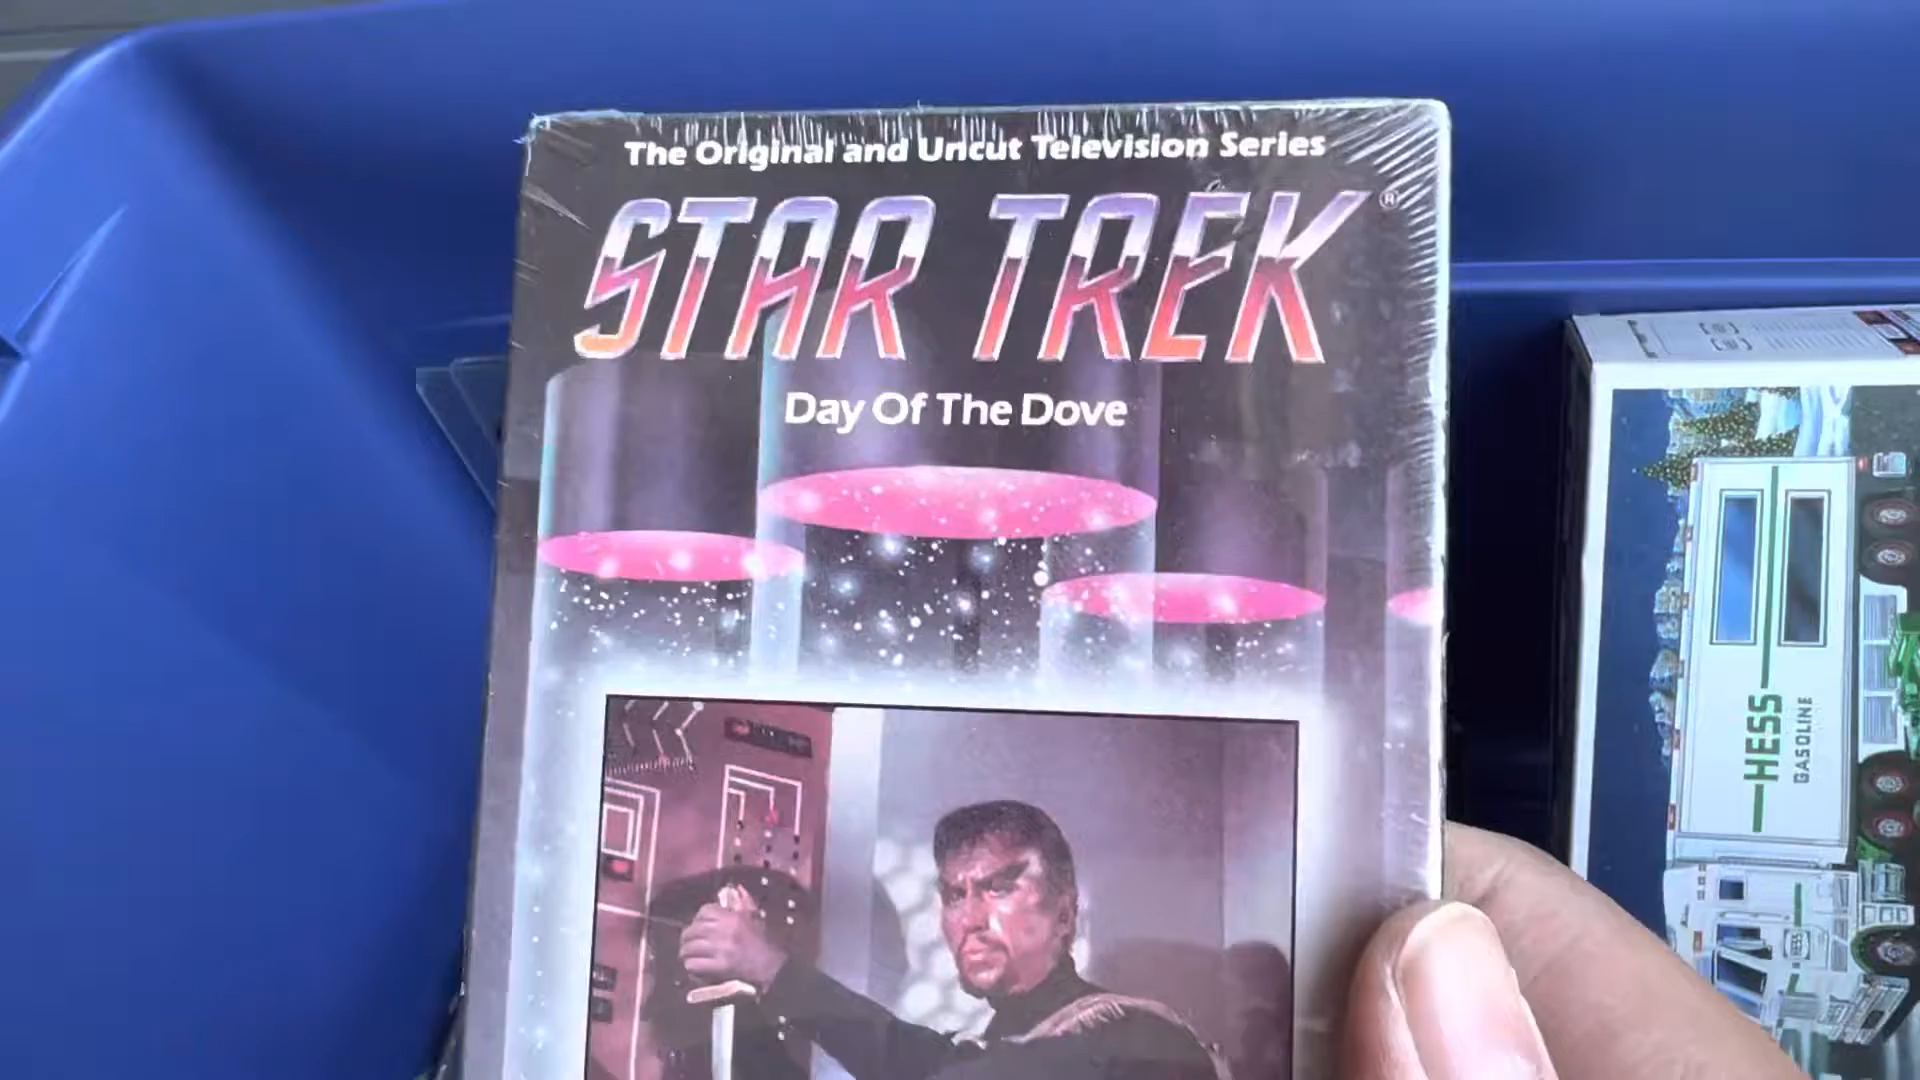 The Original and Uncut Television Series
STAR TREK®
Day Of The Dove
HESS
GASOLINE